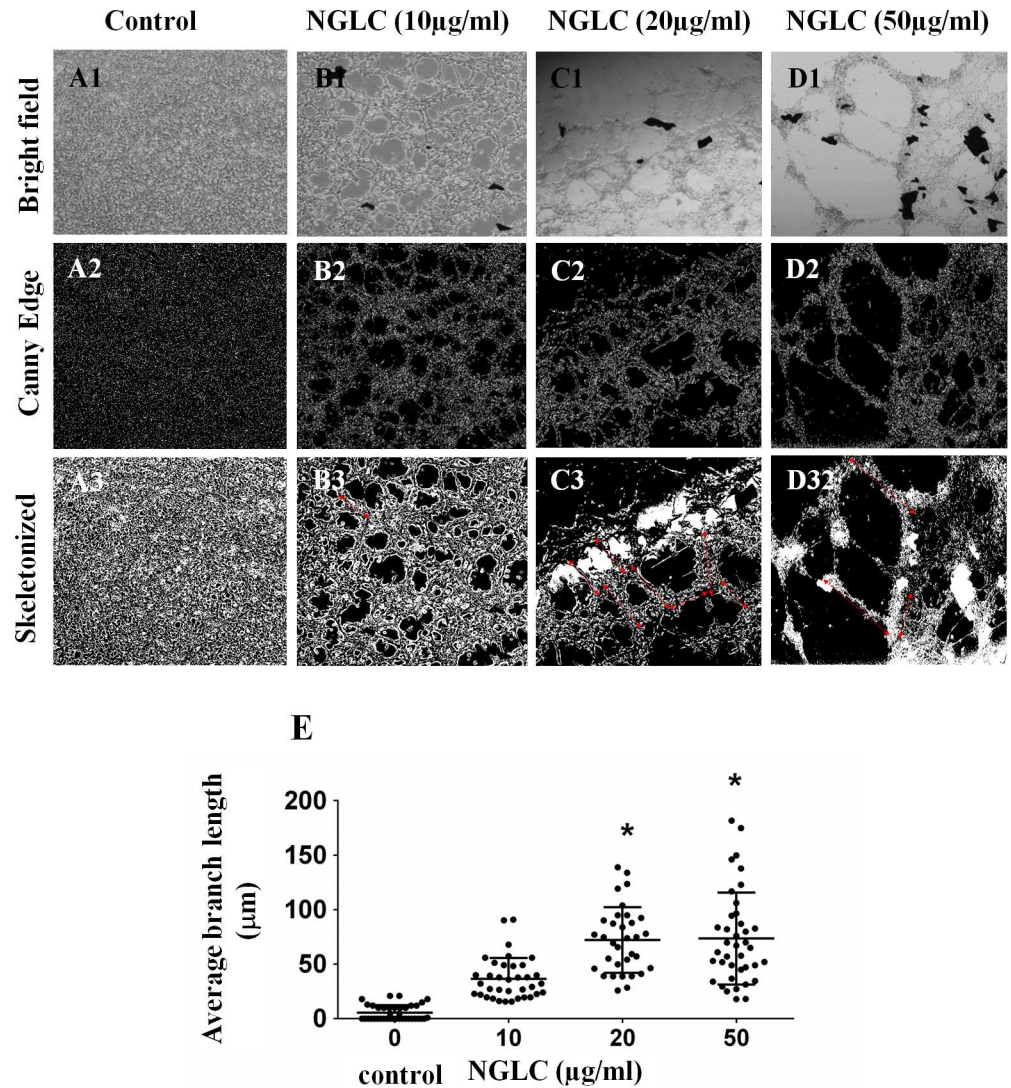 Control NGLC (10μg/ml) NGLC (20μg/ml) NGLC (50μg/ml)
Bright field
A1 B1 C1 D1
Canny Edge
A2 B2 C2 D2
Skeletonized
A3 B3 C3 D32
E
Average branch length
(μm)
200
150
100
50
0
*
*
0 10 20 50
control NGLC (μg/ml)